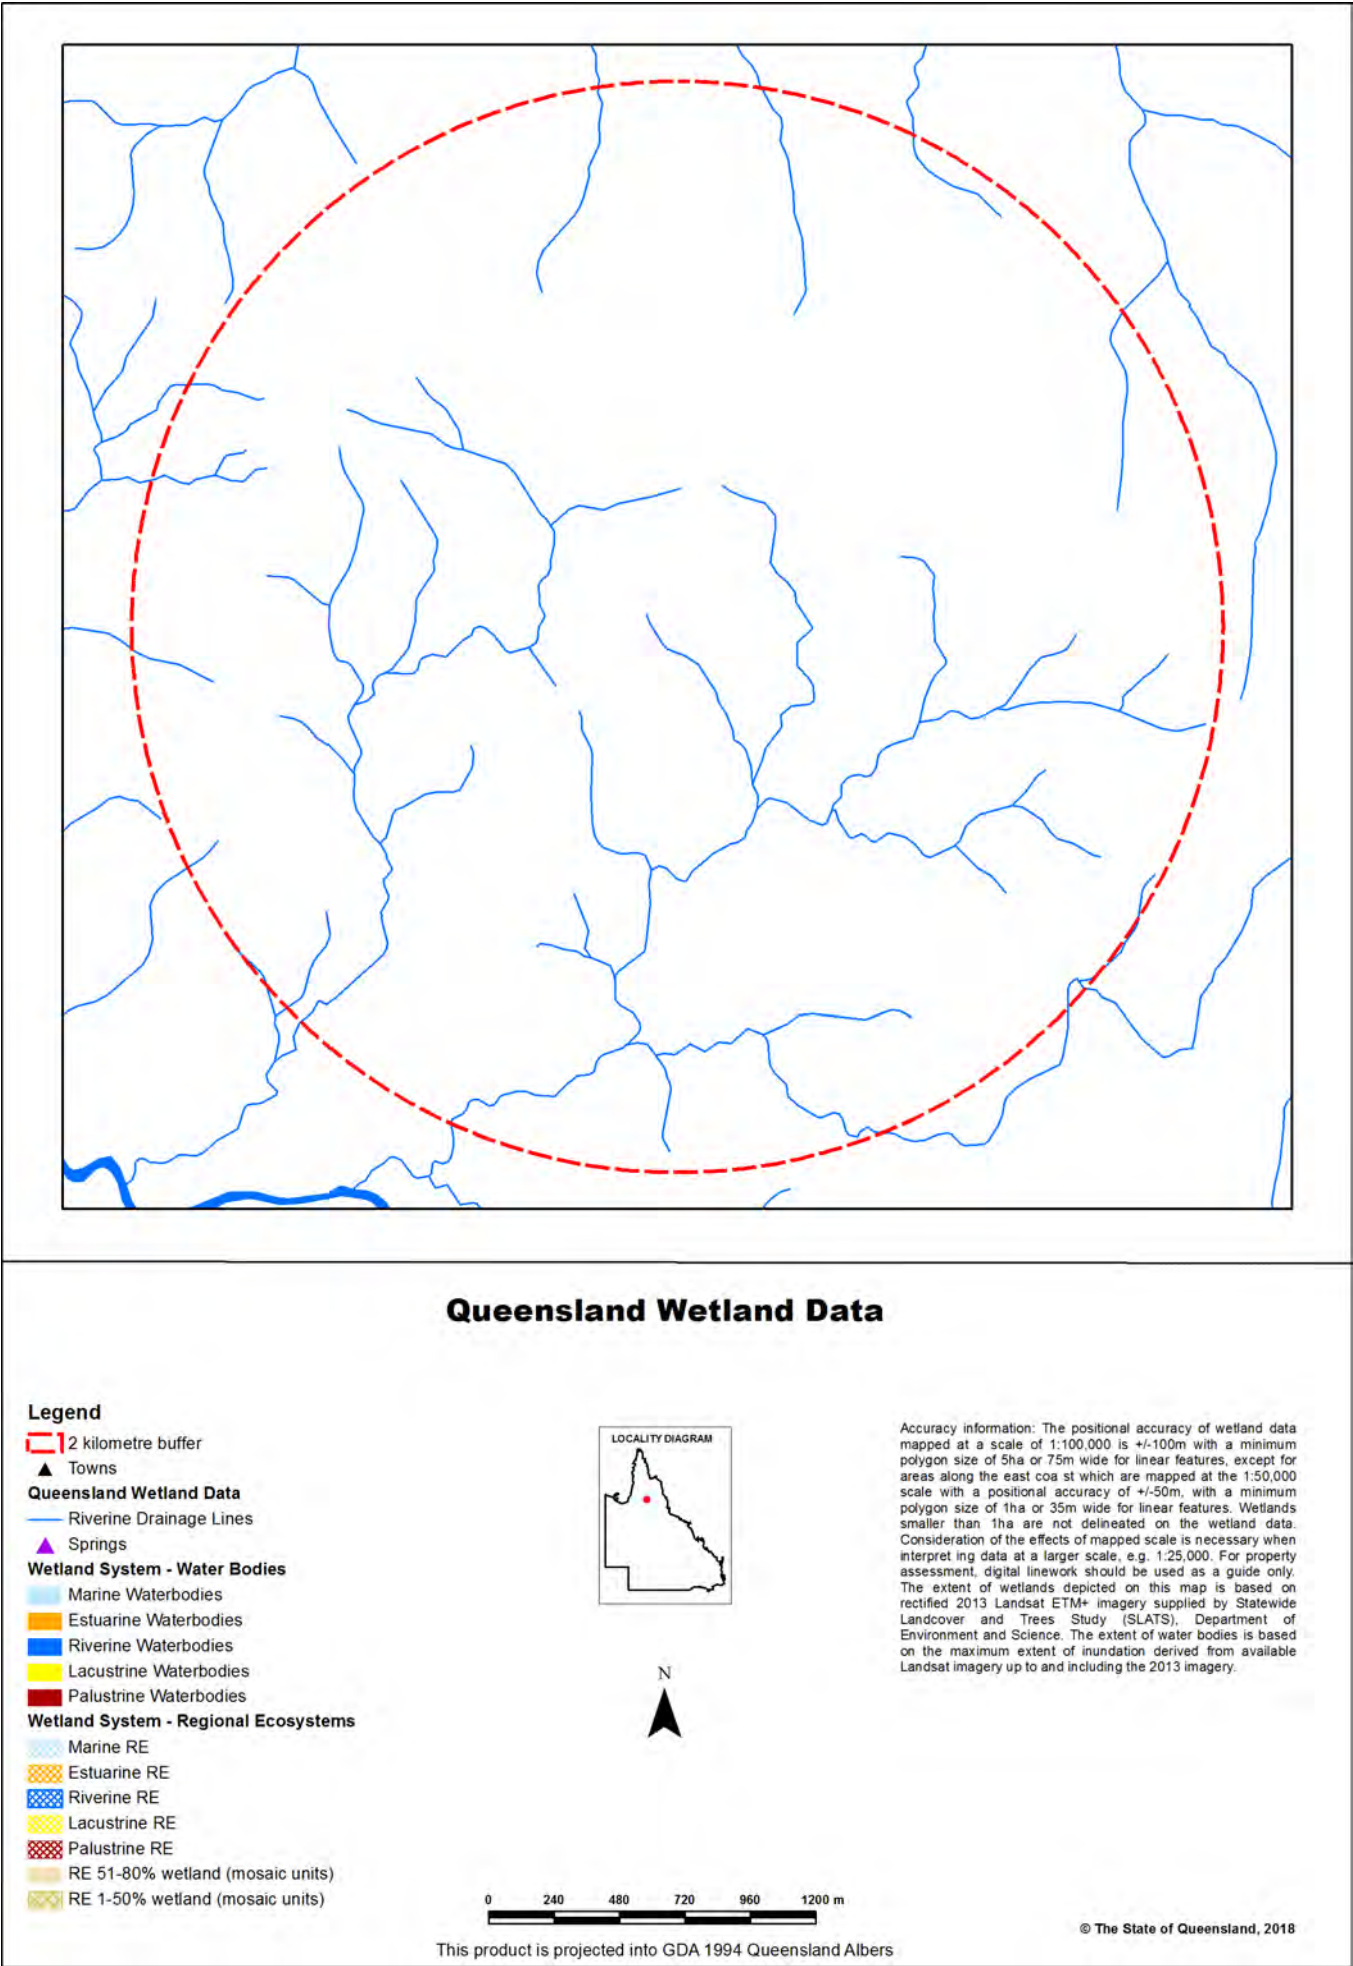 Queensland Wetland Data
Legend
2 kilometre buffer
Towns
Queensland Wetland Data
Riverine Drainage Lines
Springs
Wetland System - Water Bodies
Marine Waterbodies
Estuarine Waterbodies
Riverine Waterbodies
Lacustrine Waterbodies
Palustrine Waterbodies
Wetland System - Regional Ecosystems
Marine RE
Estuarine RE
Riverine RE
Lacustrine RE
Palustrine RE
RE 51-80% wetland (mosaic units)
RE 1-50% wetland (mosaic units)
LOCALITY DIAGRAM
N
0 240 480 720 960 1200 m
This product is projected into GDA 1994 Queensland Albers
Accuracy information: The positional accuracy of wetland data
mapped at a scale of 1:100,000 is +/-100m with a minimum
polygon size of 5ha or 75m wide for linear features, except for
areas along the east coa st which are mapped at the 1:50,000
scale with a positional accuracy of +/-50m, with a minimum
polygon size of 1ha or 35m wide for linear features. Wetlands
smaller than 1ha are not delineated on the wetland data.
Consideration of the effects of mapped scale is necessary when
interpret ing data at a larger scale, e.g. 1:25,000. For property
assessment, digital linework should be used as a guide only.
The extent of wetlands depicted on this map is based on
rectified 2013 Landsat ETM+ imagery supplied by Statewide
Landcover and Trees Study (SLATS), Department of
Environment and Science. The extent of water bodies is based
on the maximum extent of inundation derived from available
Landsat imagery up to and including the 2013 imagery.
© The State of Queensland, 2018